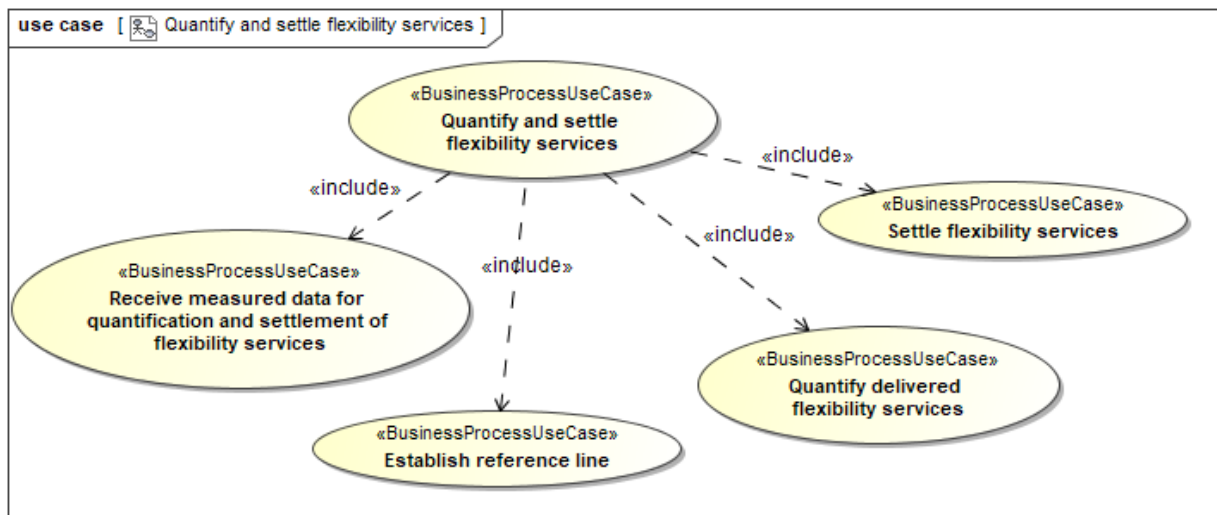 use case [ Quantify and settle flexibility services ]
«BusinessProcessUseCase»
Quantify and settle
flexibility services
«include»
«include»
«include»
«include»
«BusinessProcessUseCase»
Settle flexibility services
«BusinessProcessUseCase»
Receive measured data for
quantification and settlement of
flexibility services
«BusinessProcessUseCase»
Quantify delivered
flexibility services
«BusinessProcessUseCase»
Establish reference line